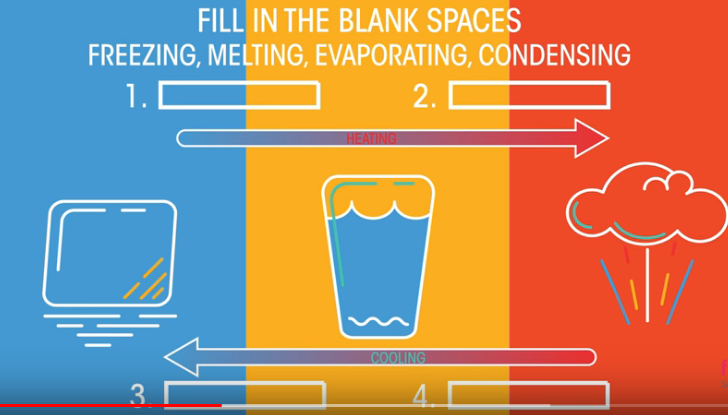 FILL IN THE BLANK SPACES
FREEZING, MELTING, EVAPORATING, CONDENSING
1.
2.
HEATING
COOLING
3.
4.